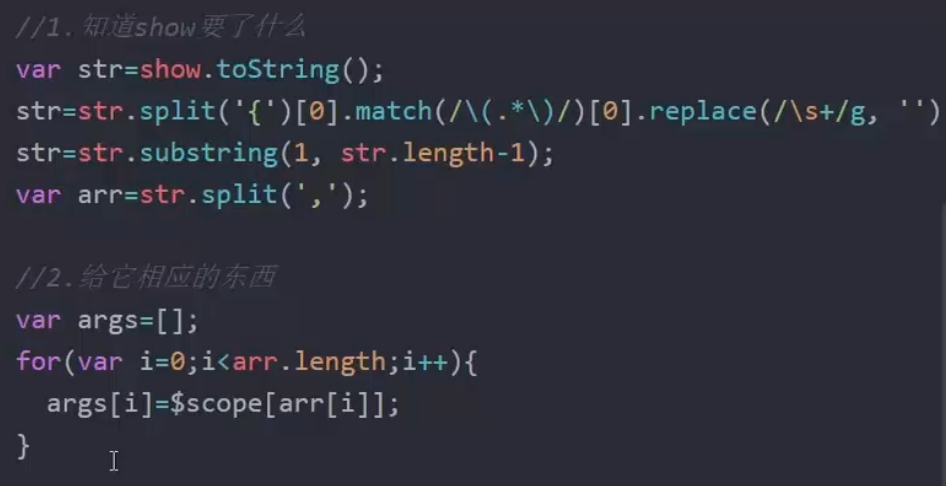 //1.知道show要了什么
var str=show.toString();
str=str.split('{')[0].match(/\(.*\)/)[0].replace(/\s+/g, '')
str=str.substring(1, str.length-1);
var arr=str.split(',');
//2.给它相应的东西
var args=[];
for(var i=0;i<arr.length;i++){
args[i]=$scope[arr[i]];
}